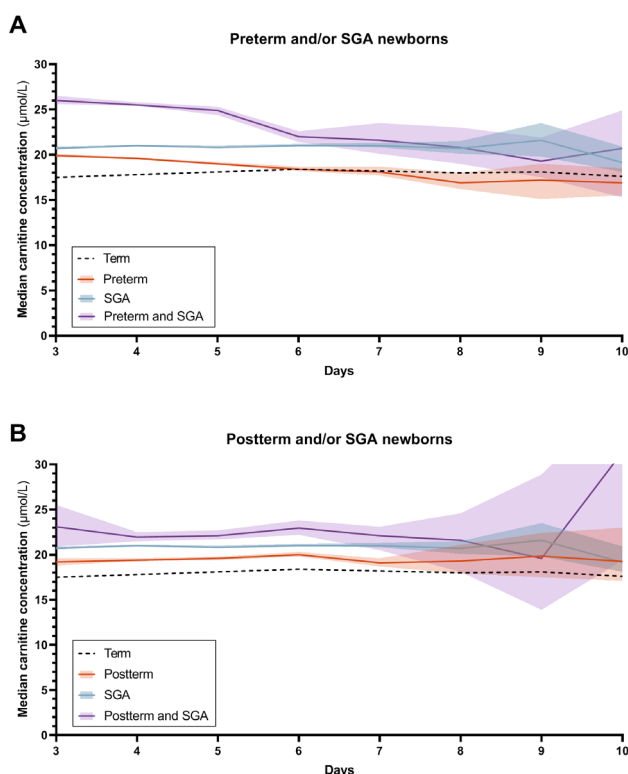 A
Preterm and/or SGA newborns
Median carnitine concentration (µmol/L)
30
25
20
15
10
5
0
Term
Preterm
SGA
Preterm and SGA
3 4 5 6 7 8 9 10
Days
B
Postterm and/or SGA newborns
Median carnitine concentration (µmol/L)
30
25
20
15
10
5
0
Term
Postterm
SGA
Postterm and SGA
3 4 5 6 7 8 9 10
Days